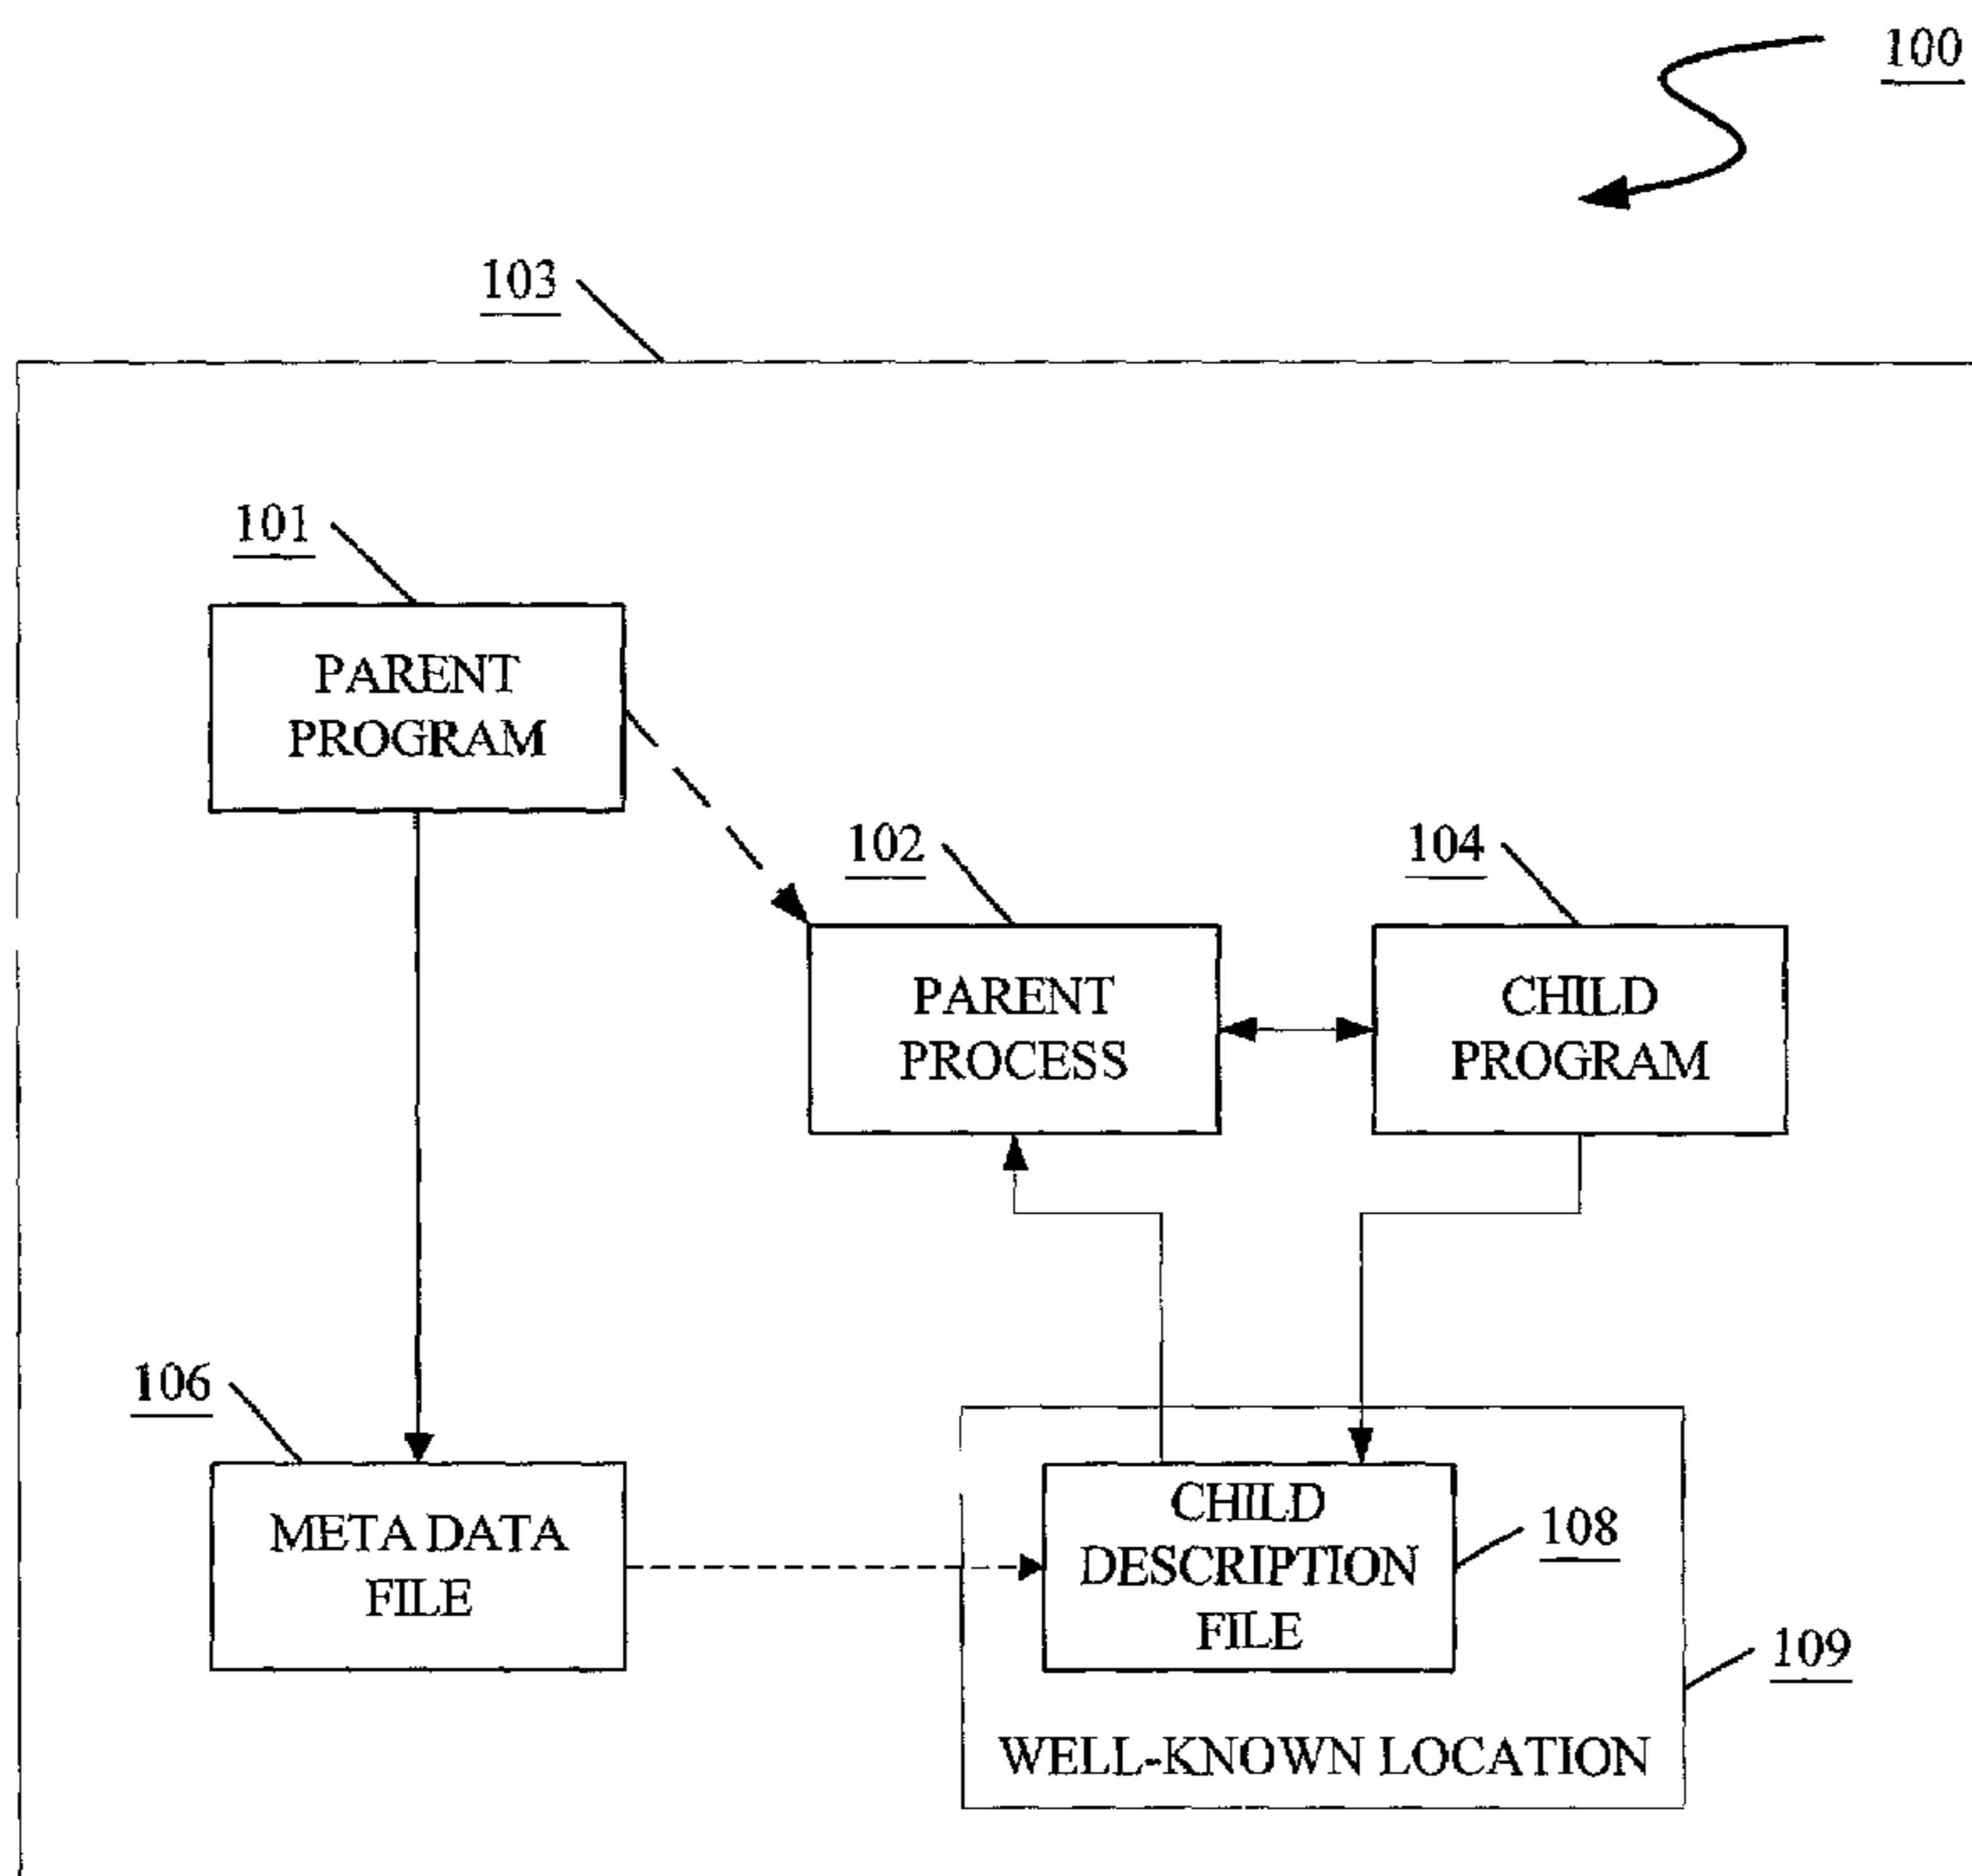 100
103
101
PARENT
PROGRAM
102
104
PARENT
PROCESS
CHILD
PROGRAM
106
META DATA
FILE
CHILD
DESCRIPTION
FILE
108
109
WELL-KNOWN LOCATION